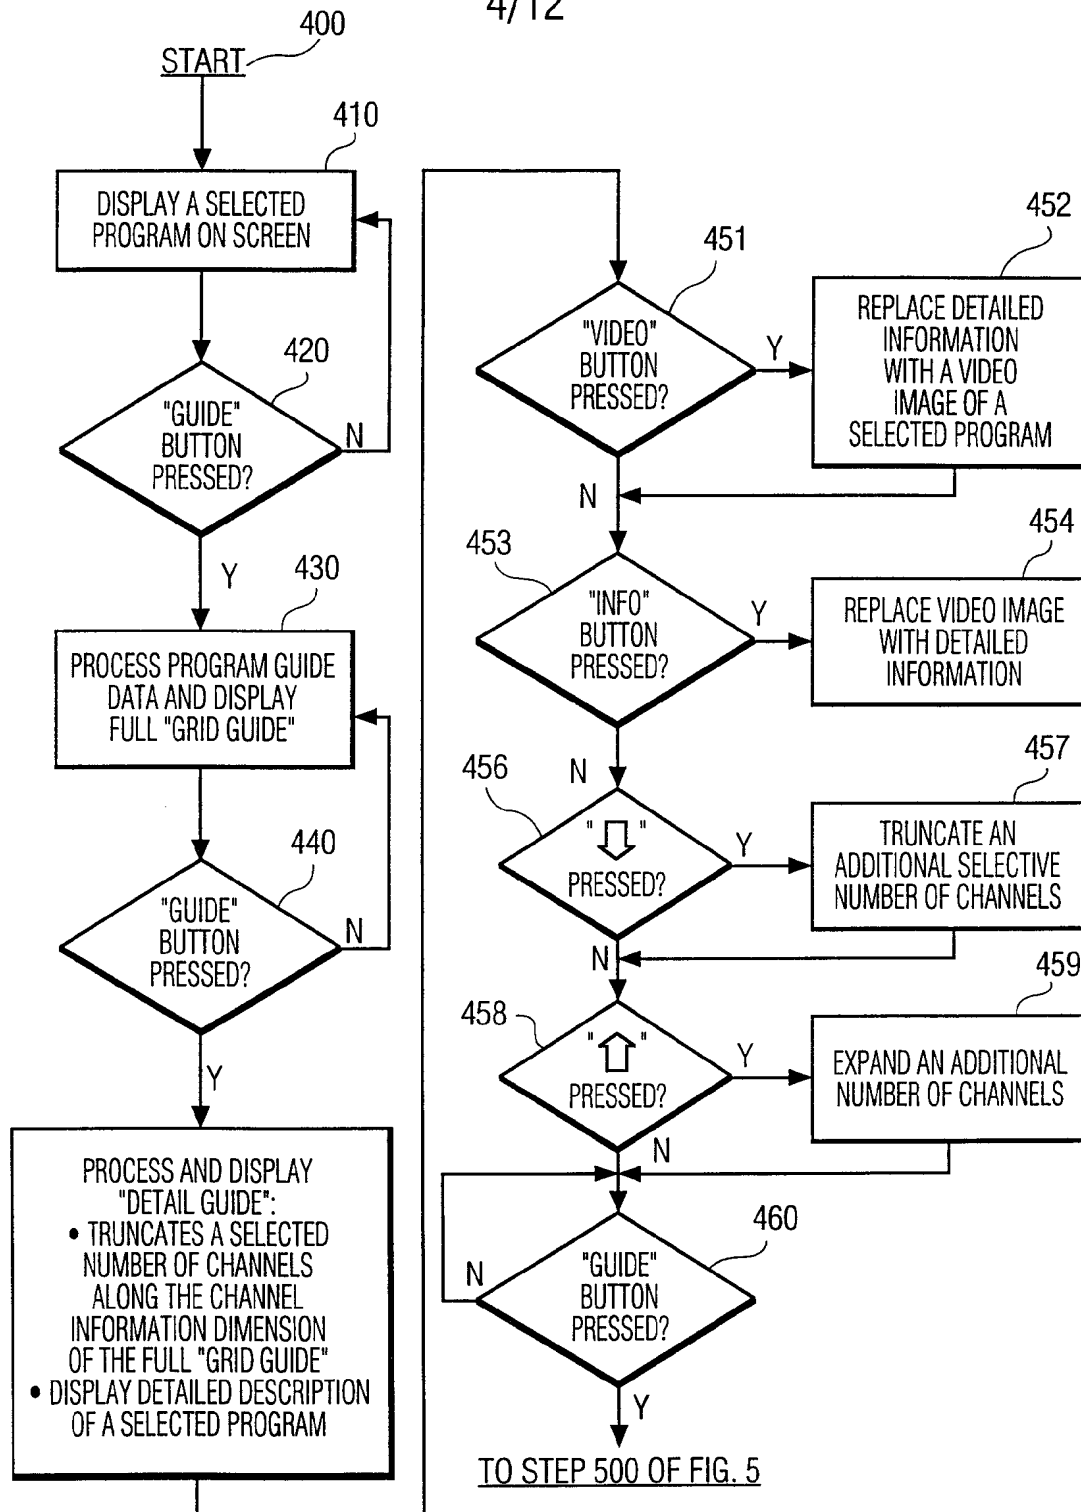 4/12
400
START
410
DISPLAY A SELECTED
PROGRAM ON SCREEN
420
"GUIDE"
BUTTON
PRESSED?
N
Y
430
PROCESS PROGRAM GUIDE
DATA AND DISPLAY
FULL "GRID GUIDE"
440
"GUIDE"
BUTTON
PRESSED?
N
Y
PROCESS AND DISPLAY
"DETAIL GUIDE":
• TRUNCATES A SELECTED
NUMBER OF CHANNELS
ALONG THE CHANNEL
INFORMATION DIMENSION
OF THE FULL "GRID GUIDE"
• DISPLAY DETAILED DESCRIPTION
OF A SELECTED PROGRAM
451
"VIDEO"
BUTTON
PRESSED?
Y
N
452
REPLACE DETAILED
INFORMATION
WITH A VIDEO
IMAGE OF A
SELECTED PROGRAM
453
"INFO"
BUTTON
PRESSED?
Y
N
454
REPLACE VIDEO IMAGE
WITH DETAILED
INFORMATION
456
"⇩"
PRESSED?
Y
N
457
TRUNCATE AN
ADDITIONAL SELECTIVE
NUMBER OF CHANNELS
458
"⇧"
PRESSED?
Y
N
459
EXPAND AN ADDITIONAL
NUMBER OF CHANNELS
460
"GUIDE"
BUTTON
PRESSED?
N
Y
TO STEP 500 OF FIG. 5